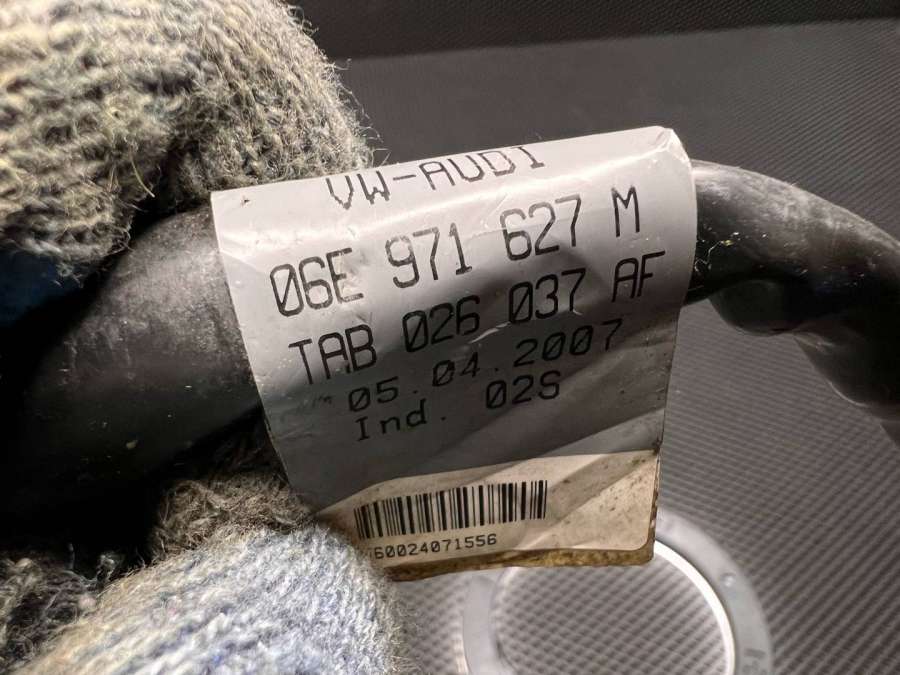 VW-AUDI
06E 971 627 M
TAB 026 037 AF
05.04.2007
Ind. 02S
60024071556